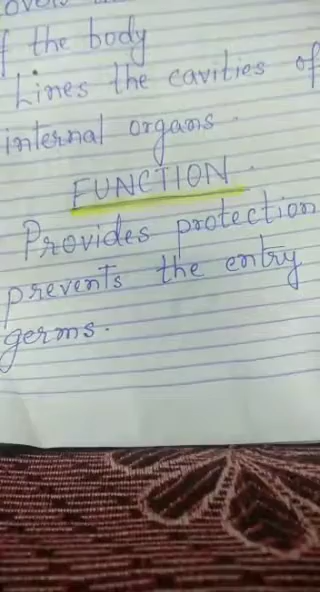 f the body
Lines the cavities of
internal organs.
FUNCTION.
Provides protection
prevents the entry
germs.